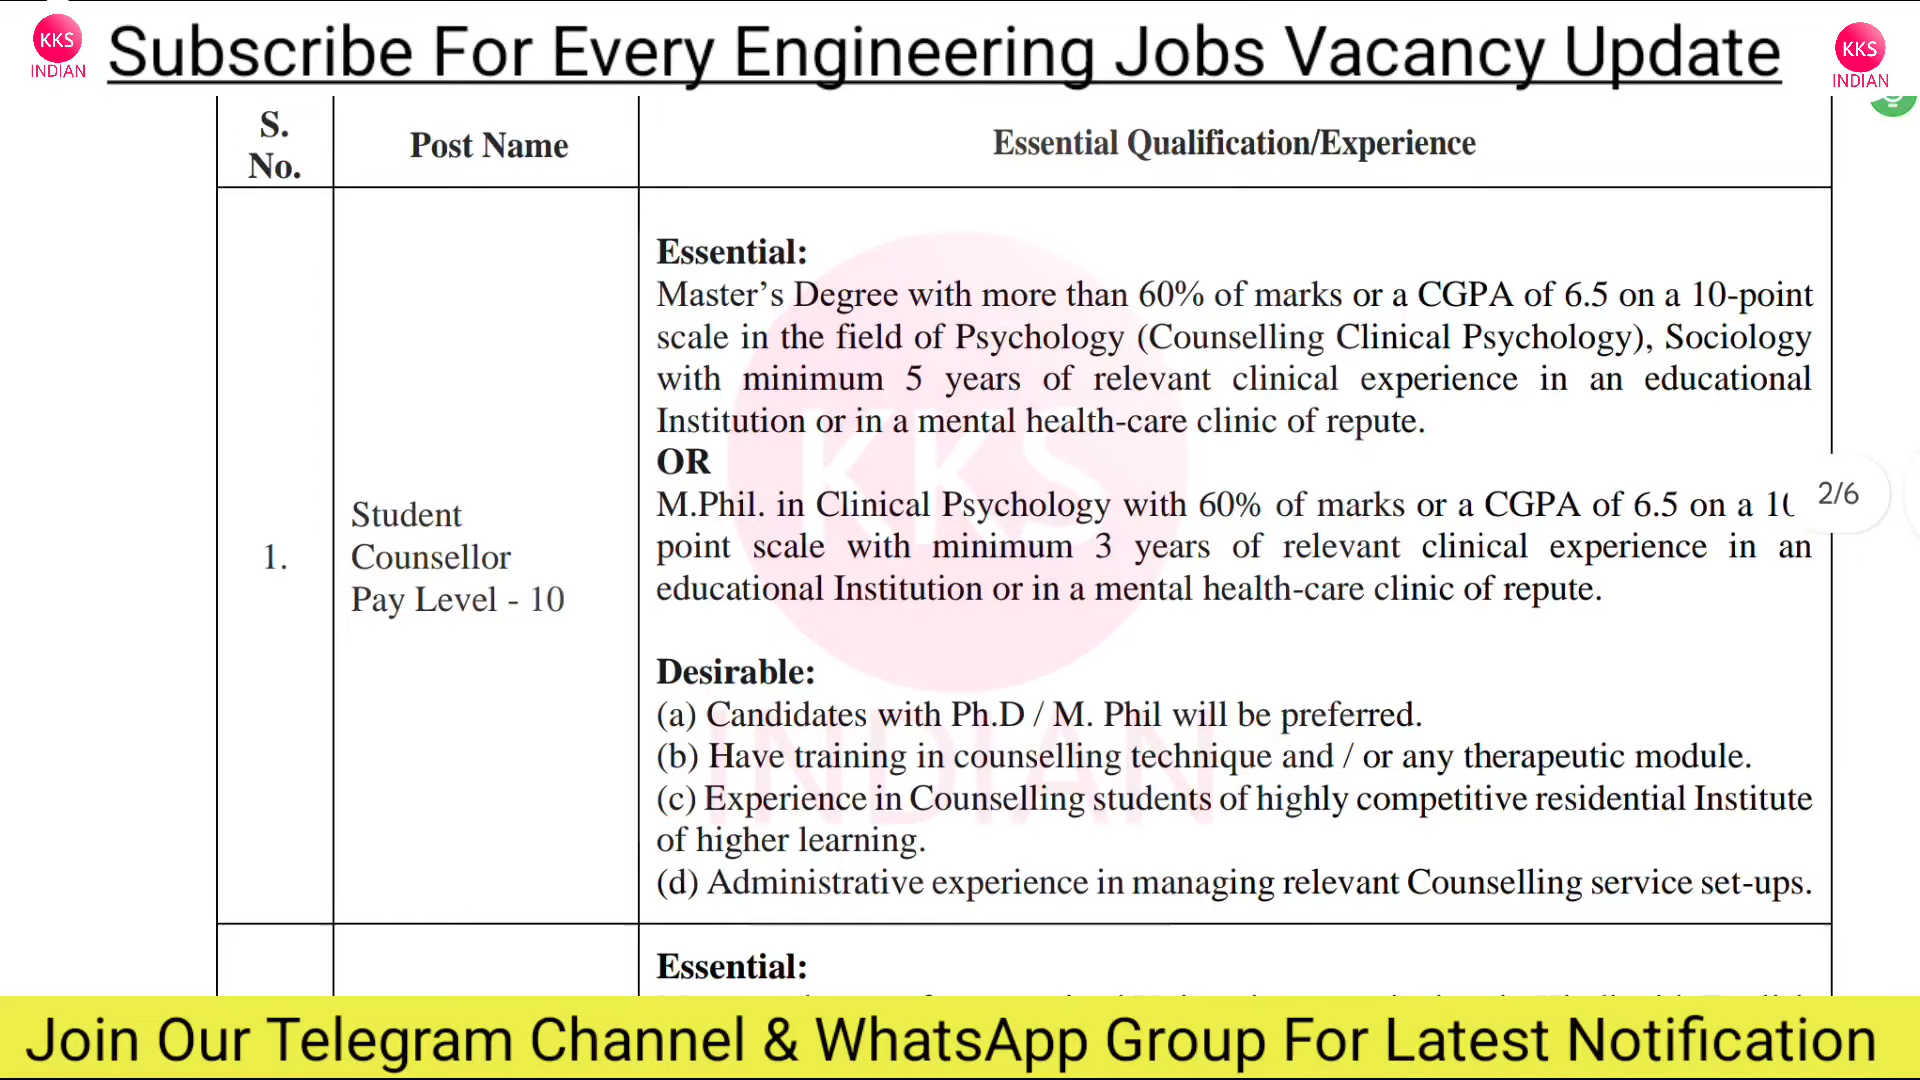 KKS
INDIAN
Subscribe For Every Engineering Jobs Vacancy Update
KKS
INDIAN
S.
No.
Post Name
Essential Qualification/Experience
Essential:
Master’s Degree with more than 60% of marks or a CGPA of 6.5 on a 10-point
scale in the field of Psychology (Counselling Clinical Psychology), Sociology
with minimum 5 years of relevant clinical experience in an educational
Institution or in a mental health-care clinic of repute.
OR
M.Phil. in Clinical Psychology with 60% of marks or a CGPA of 6.5 on a
2/6
point scale with minimum 3 years of relevant clinical experience in an
educational Institution or in a mental health-care clinic of repute.
1.
Student
Counsellor
Pay Level - 10
Desirable:
(a) Candidates with Ph.D / M. Phil will be preferred.
(b) Have training in counselling technique and / or any therapeutic module.
(c) Experience in Counselling students of highly competitive residential Institute
of higher learning.
(d) Administrative experience in managing relevant Counselling service set-ups.
KKS
INDIAN
Essential:
Join Our Telegram Channel & WhatsApp Group For Latest Notification